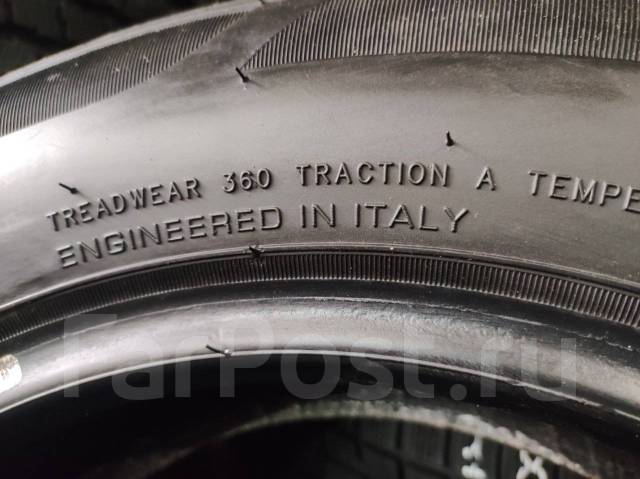 TREADWEAR 360 TRACTION A TEMPE
ENGINEERED IN ITALY
FarPost.ru